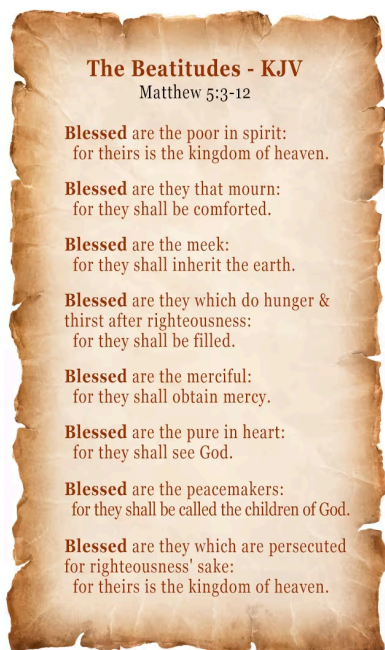 The Beatitudes - KJV
Matthew 5:3-12
Blessed are the poor in spirit:
for theirs is the kingdom of heaven.
Blessed are they that mourn:
for they shall be comforted.
Blessed are the meek:
for they shall inherit the earth.
Blessed are they which do hunger &
thirst after righteousness:
for they shall be filled.
Blessed are the merciful:
for they shall obtain mercy.
Blessed are the pure in heart:
for they shall see God.
Blessed are the peacemakers:
for they shall be called the children of God.
Blessed are they which are persecuted
for righteousness' sake:
for theirs is the kingdom of heaven.